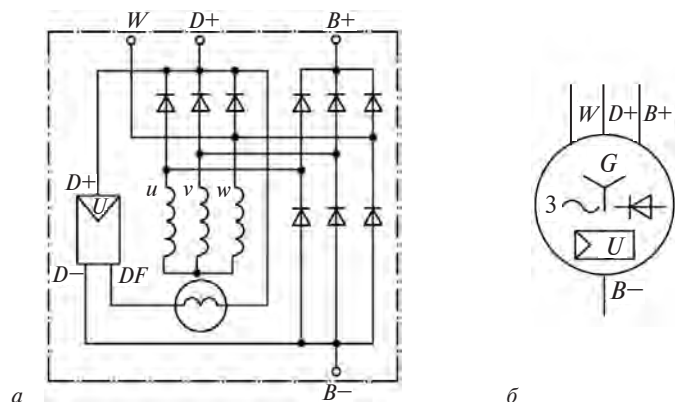 W D+ B+
D+
U
u v w
D− DF
B−
а
W D+ B+
G
3
U
B−
б